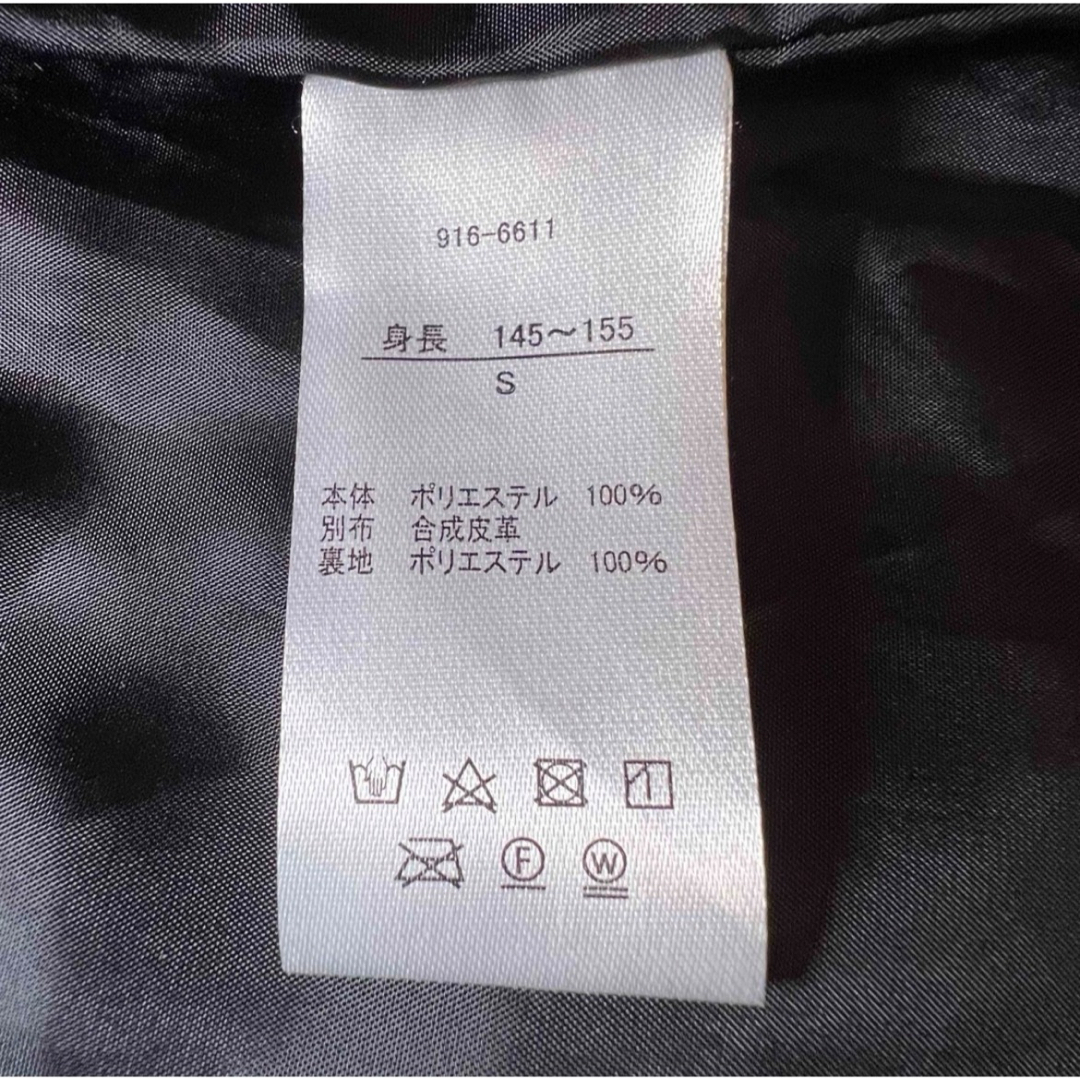 916-6611
身長 145～155
S
本体 ポリエステル 100%
別布 合成皮革
裏地 ポリエステル 100%
F W